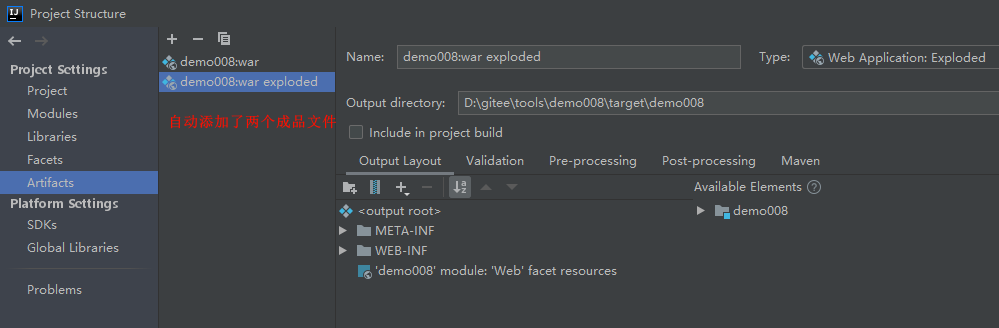 IJ Project Structure
Project Settings
Project
Modules
Libraries
Facets
Artifacts
Platform Settings
SDKs
Global Libraries
Problems
demo008:war
demo008:war exploded
自动添加了两个成品文件
Name: demo008:war exploded Type: Web Application: Exploded
Output directory: D:\gitee\tools\demo008\target\demo008
Include in project build
Output Layout Validation Pre-processing Post-processing Maven
Available Elements ?
<output root>
META-INF
WEB-INF
'demo008' module: 'Web' facet resources
demo008